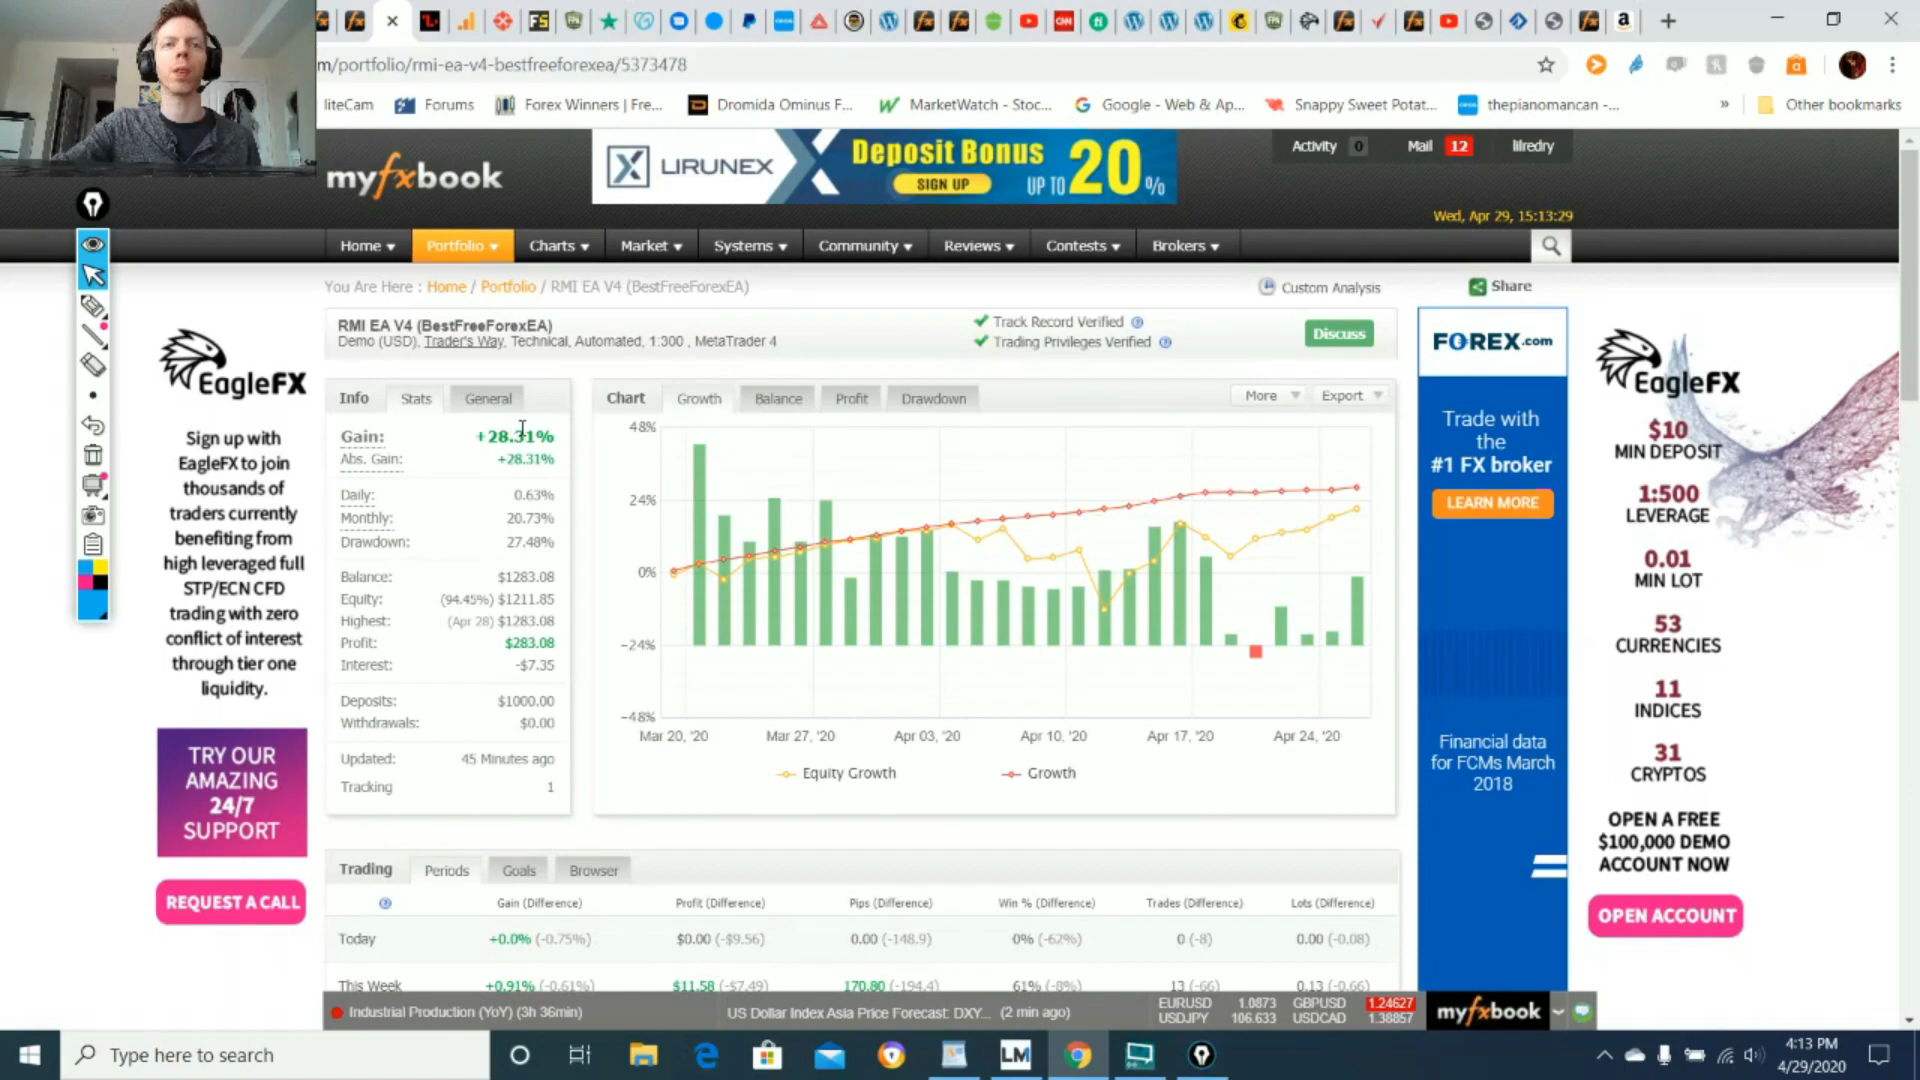 m/portfolio/rmi-ea-v4-bestfreeforexea/5373478
liteCam Forums Forex Winners | Fre... Dromida Ominus F... MarketWatch - Stoc... Google - Web & Ap... Snappy Sweet Potat... thepianomancan -... » Other bookmarks
myfxbook
LIRUNEX
Deposit Bonus
SIGN UP
UP TO 20%
Activity 0 Mail 12 lilredry
Wed, Apr 29, 15:13:29
Home Portfolio Charts Market Systems Community Reviews Contests Brokers
You Are Here : Home / Portfolio / RMI EA V4 (BestFreeForexEA)
Custom Analysis Share
RMI EA V4 (BestFreeForexEA)
Demo (USD), Trader's Way, Technical, Automated, 1:300 , MetaTrader 4
Track Record Verified
Trading Privileges Verified
Discuss
Info Stats General
Gain: +28.31%
Abs. Gain: +28.31%
Daily: 0.63%
Monthly: 20.73%
Drawdown: 27.48%
Balance: $1283.08
Equity: (94.45%) $1211.85
Highest: (Apr 28) $1283.08
Profit: $283.08
Interest: -$7.35
Deposits: $1000.00
Withdrawals: $0.00
Updated: 45 Minutes ago
Tracking 1
Chart Growth Balance Profit Drawdown More Export
48%
24%
0%
-24%
-48%
Mar 20, '20 Mar 27, '20 Apr 03, '20 Apr 10, '20 Apr 17, '20 Apr 24, '20
Equity Growth Growth
EagleFX
Sign up with
EagleFX to join
thousands of
traders currently
benefiting from
high leveraged full
STP/ECN CFD
trading with zero
conflict of interest
through tier one
liquidity.
TRY OUR
AMAZING
24/7
SUPPORT
REQUEST A CALL
FOREX.com
Trade with
the
#1 FX broker
LEARN MORE
Financial data
for FCMs March
2018
EagleFX
$10
MIN DEPOSIT
1:500
LEVERAGE
0.01
MIN LOT
53
CURRENCIES
11
INDICES
31
CRYPTOS
OPEN A FREE
$100,000 DEMO
ACCOUNT NOW
OPEN ACCOUNT
Trading Periods Goals Browser
Gain (Difference) Profit (Difference) Pips (Difference) Win % (Difference) Trades (Difference) Lots (Difference)
Today +0.0% (-0.75%) $0.00 (-$9.56) 0.00 (-148.9) 0% (-62%) 0 (-8) 0.00 (-0.08)
This Week +0.91% (-0.61%) $11.58 (-$7.49) 170.80 (-194.4) 61% (-8%) 13 (-66) 0.13 (-0.66)
Industrial Production (YoY) (3h 36min) US Dollar Index Asia Price Forecast: DXY... (2 min ago)
EURUSD 1.0873 GBPUSD 1.24627
USDJPY 106.633 USDCAD 1.38857
myfxbook
Type here to search
LM
4:13 PM
4/29/2020